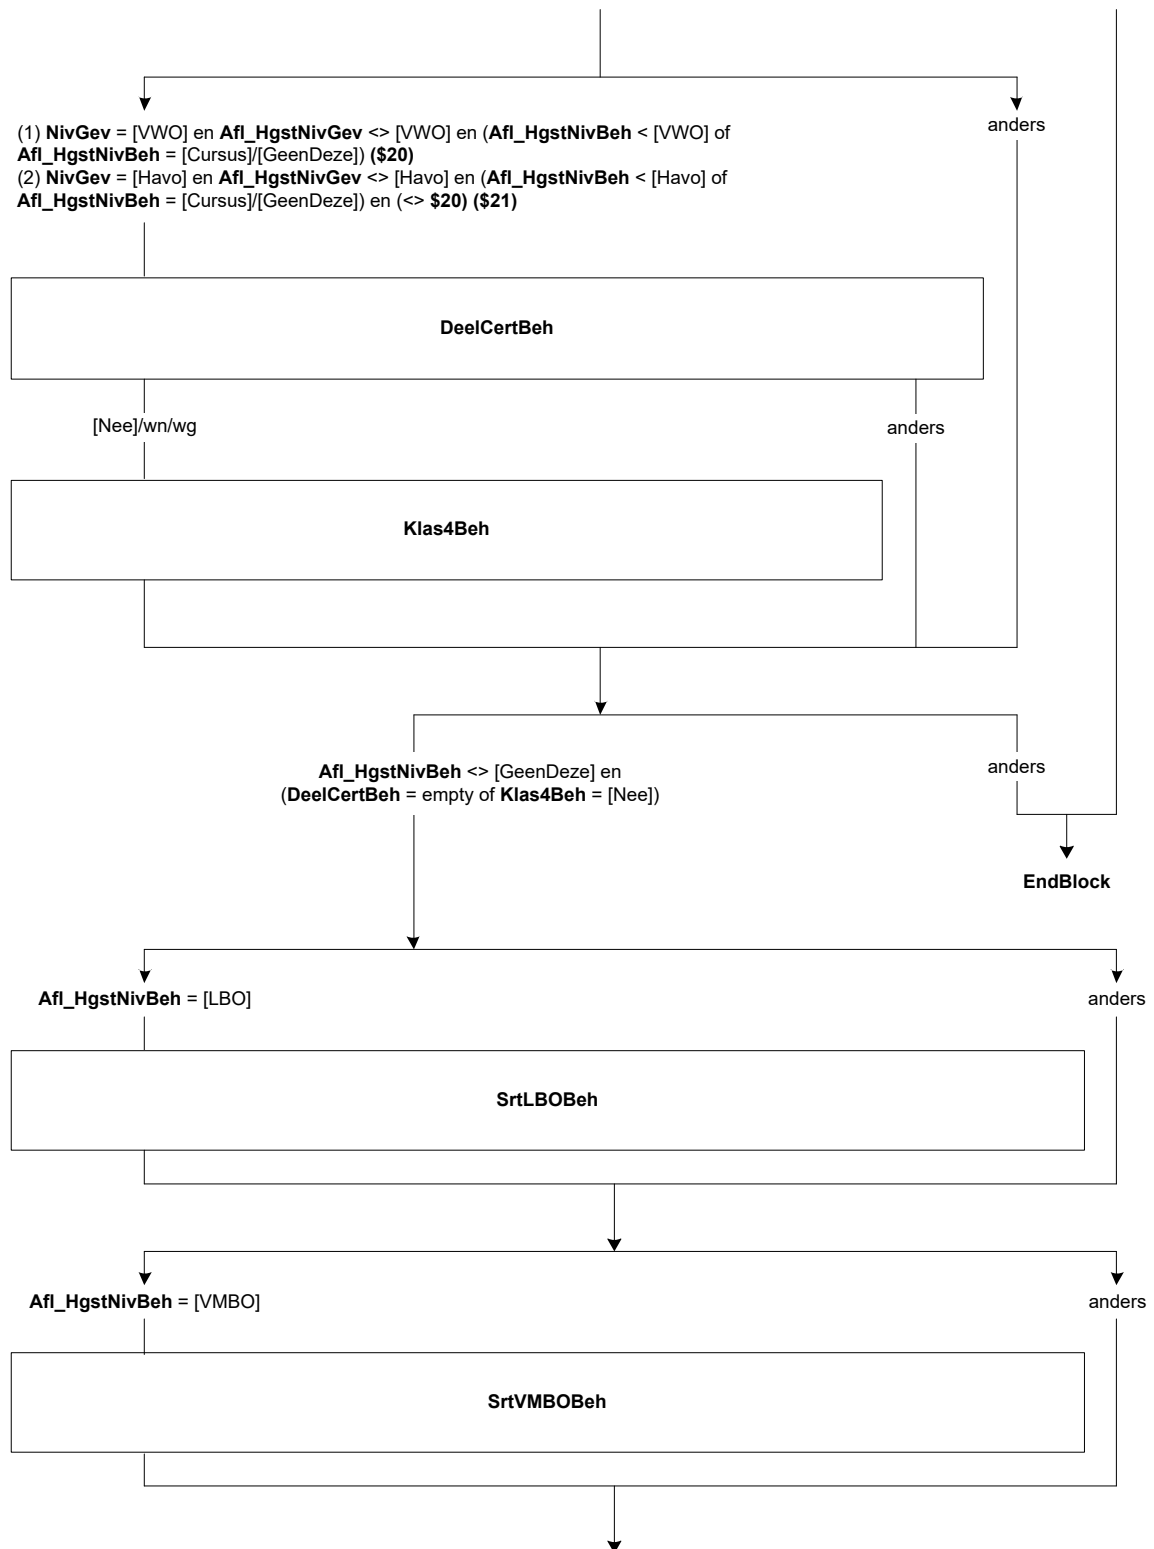 (1) NivGev = [VWO] en Afl_HgstNivGev <> [VWO] en (Afl_HgstNivBeh < [VWO] of
Afl_HgstNivBeh = [Cursus]/[GeenDeze]) ($20)
(2) NivGev = [Havo] en Afl_HgstNivGev <> [Havo] en (Afl_HgstNivBeh < [Havo] of
Afl_HgstNivBeh = [Cursus]/[GeenDeze]) en (<> $20) ($21)
anders
DeelCertBeh
[Nee]/wn/wg
anders
Klas4Beh
Afl_HgstNivBeh <> [GeenDeze] en
(DeelCertBeh = empty of Klas4Beh = [Nee])
anders
EndBlock
Afl_HgstNivBeh = [LBO]
anders
SrtLBOBeh
Afl_HgstNivBeh = [VMBO]
anders
SrtVMBOBeh